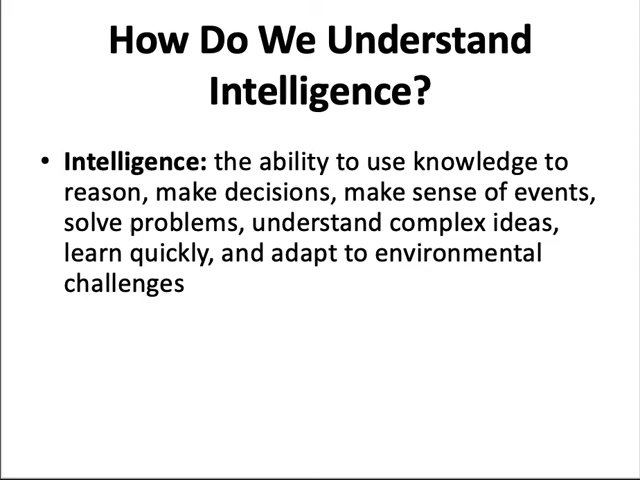 How Do We Understand
Intelligence?
• Intelligence: the ability to use knowledge to
reason, make decisions, make sense of events,
solve problems, understand complex ideas,
learn quickly, and adapt to environmental
challenges